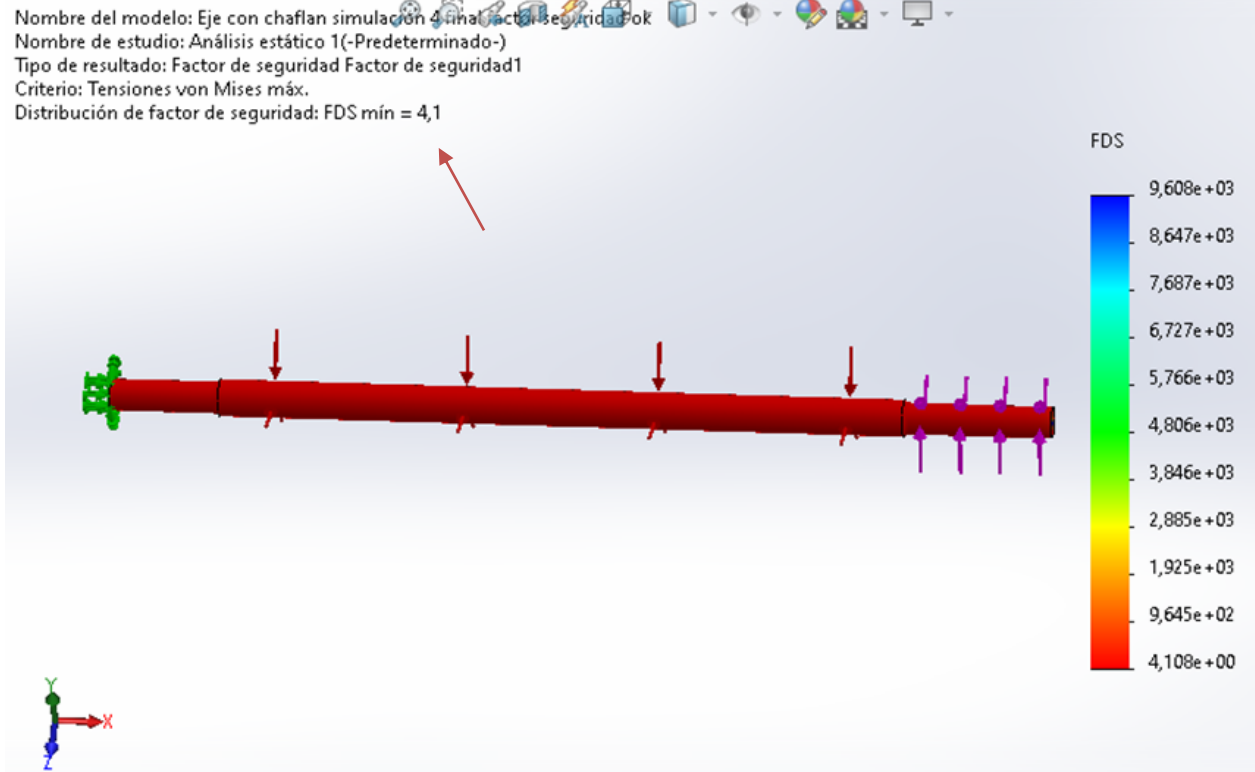 Nombre del modelo: Eje con chaflan simulación 4 final factor seguridad ok
Nombre de estudio: Análisis estático 1(-Predeterminado-)
Tipo de resultado: Factor de seguridad Factor de seguridad1
Criterio: Tensiones von Mises máx.
Distribución de factor de seguridad: FDS mín = 4,1
FDS
9,608e+03
8,647e+03
7,687e+03
6,727e+03
5,766e+03
4,806e+03
3,846e+03
2,885e+03
1,925e+03
9,645e+02
4,108e+00
Y
X
Z